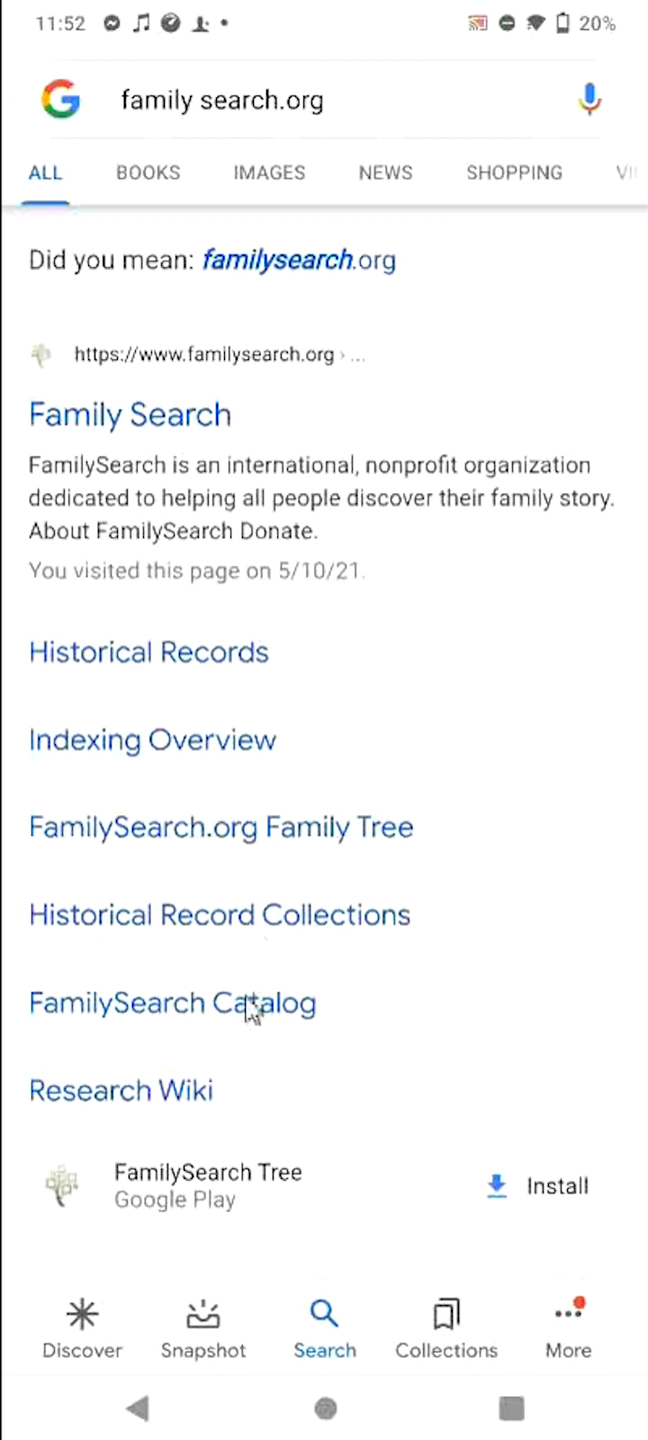 11:52 20%
family search.org
ALL BOOKS IMAGES NEWS SHOPPING
Did you mean: familysearch.org
https://www.familysearch.org › ...
Family Search
FamilySearch is an international, nonprofit organization
dedicated to helping all people discover their family story.
About FamilySearch Donate.
You visited this page on 5/10/21.
Historical Records
Indexing Overview
FamilySearch.org Family Tree
Historical Record Collections
FamilySearch Catalog
Research Wiki
FamilySearch Tree
Google Play
Install
Discover Snapshot Search Collections More